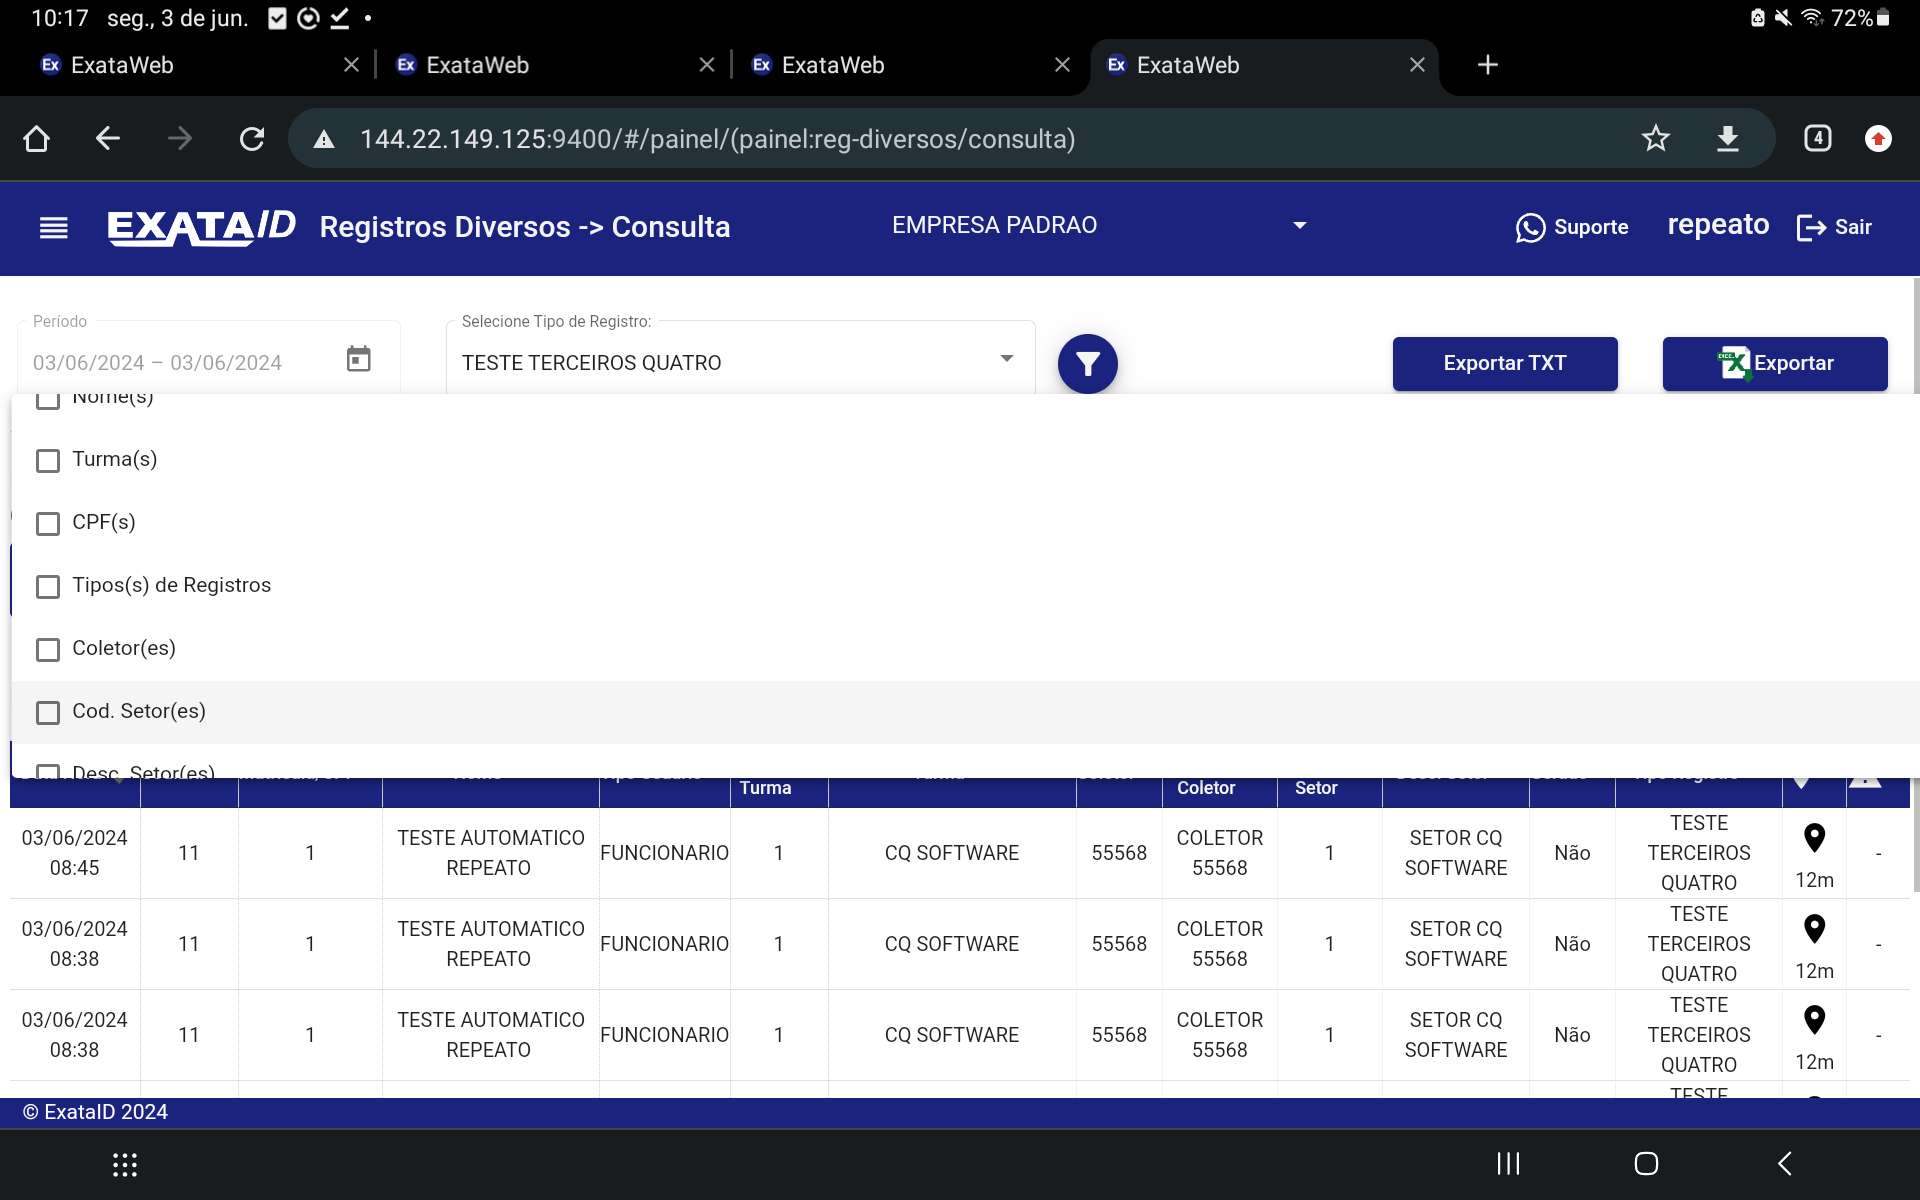 10:17 seg., 3 de jun. 72%
Ex ExataWeb Ex ExataWeb Ex ExataWeb Ex ExataWeb
144.22.149.125:9400/#/painel/(painel:reg-diversos/consulta) 4
EXATA/D Registros Diversos -> Consulta EMPRESA PADRAO Suporte repeato Sair
Período Selecione Tipo de Registro:
03/06/2024 – 03/06/2024 TESTE TERCEIROS QUATRO Exportar TXT Exportar
Nome(s)
Turma(s)
CPF(s)
Tipos(s) de Registros
Coletor(es)
Cod. Setor(es)
Desc. Setor(es)
Turma Coletor Setor
03/06/2024 08:45 11 1 TESTE AUTOMATICO REPEATO FUNCIONARIO 1 CQ SOFTWARE 55568 COLETOR 55568 1 SETOR CQ SOFTWARE Não TESTE TERCEIROS QUATRO 12m -
03/06/2024 08:38 11 1 TESTE AUTOMATICO REPEATO FUNCIONARIO 1 CQ SOFTWARE 55568 COLETOR 55568 1 SETOR CQ SOFTWARE Não TESTE TERCEIROS QUATRO 12m -
03/06/2024 08:38 11 1 TESTE AUTOMATICO REPEATO FUNCIONARIO 1 CQ SOFTWARE 55568 COLETOR 55568 1 SETOR CQ SOFTWARE Não TESTE TERCEIROS QUATRO 12m -
TESTE
© ExataID 2024